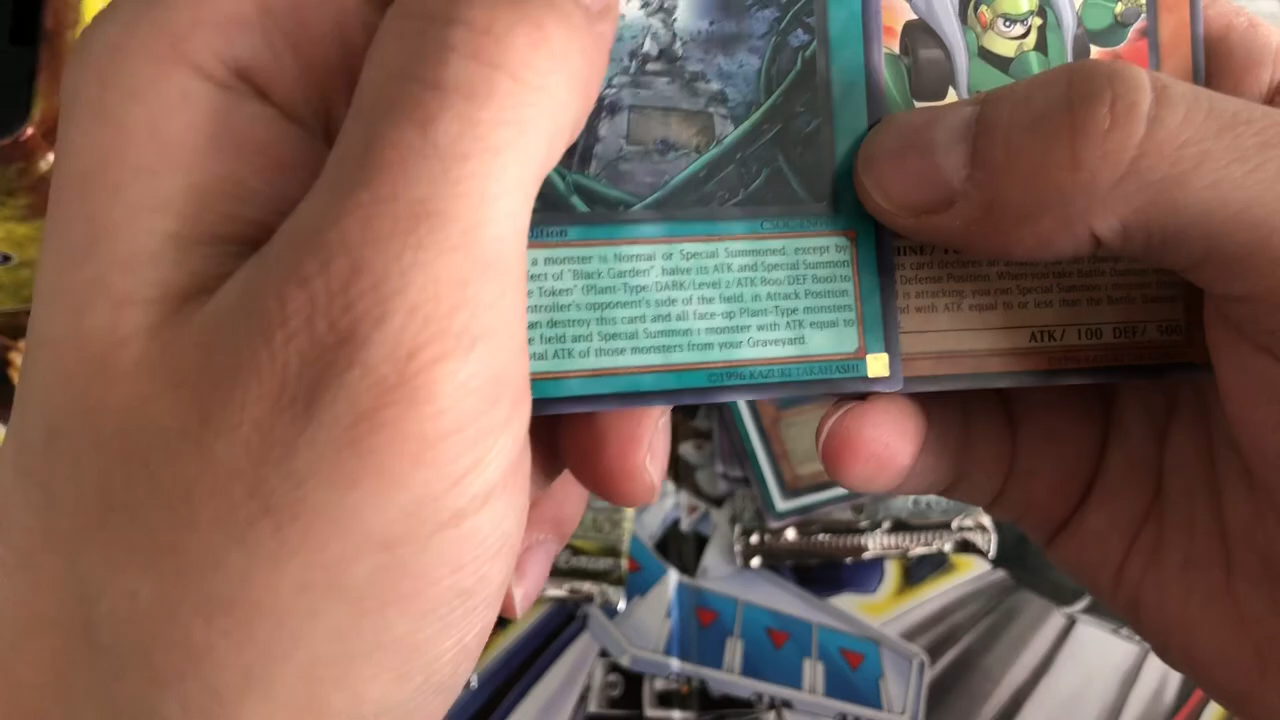 dition
CSOC-EN0
a monster is Normal or Special Summoned, except by
ect of "Black Garden", halve its ATK and Special Summon
e Token" (Plant-Type/DARK/Level 2/ATK 800/DEF 800) to
ntroller's opponent's side of the field, in Attack Position.
an destroy this card and all face-up Plant-Type monsters
e field and Special Summon 1 monster with ATK equal to
tal ATK of those monsters from your Graveyard.
©1996 KAZUKI TAKAHASHI
INE/
is card declares an attack
Defense Position. When you take Battle Damage
is attacking, you can Special Summon 1 monster
nd with ATK equal to or less than the Battle Damage
ATK/ 100 DEF/ 500